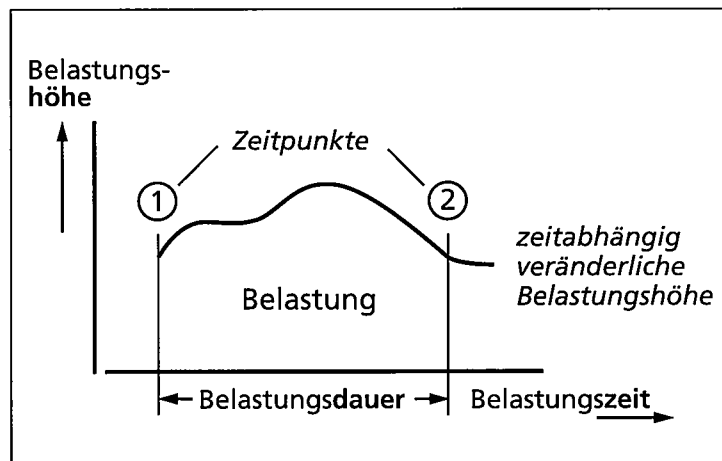 Belastungs-
höhe
Zeitpunkte
1
2
zeitabhängig
veränderliche
Belastungshöhe
Belastung
Belastungsdauer
Belastungszeit